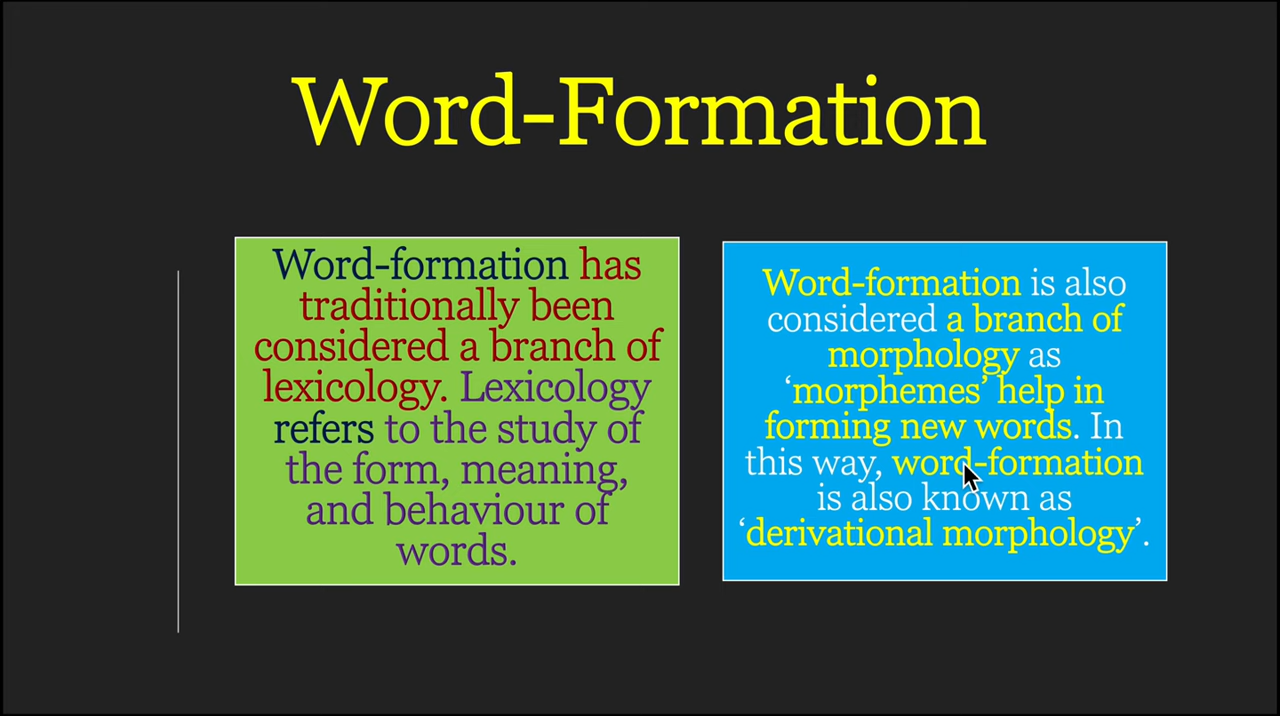 Word-Formation
Word-formation has
traditionally been
considered a branch of
lexicology. Lexicology
refers to the study of
the form, meaning,
and behaviour of
words.
Word-formation is also
considered a branch of
morphology as
‘morphemes’ help in
forming new words. In
this way, word-formation
is also known as
‘derivational morphology’.